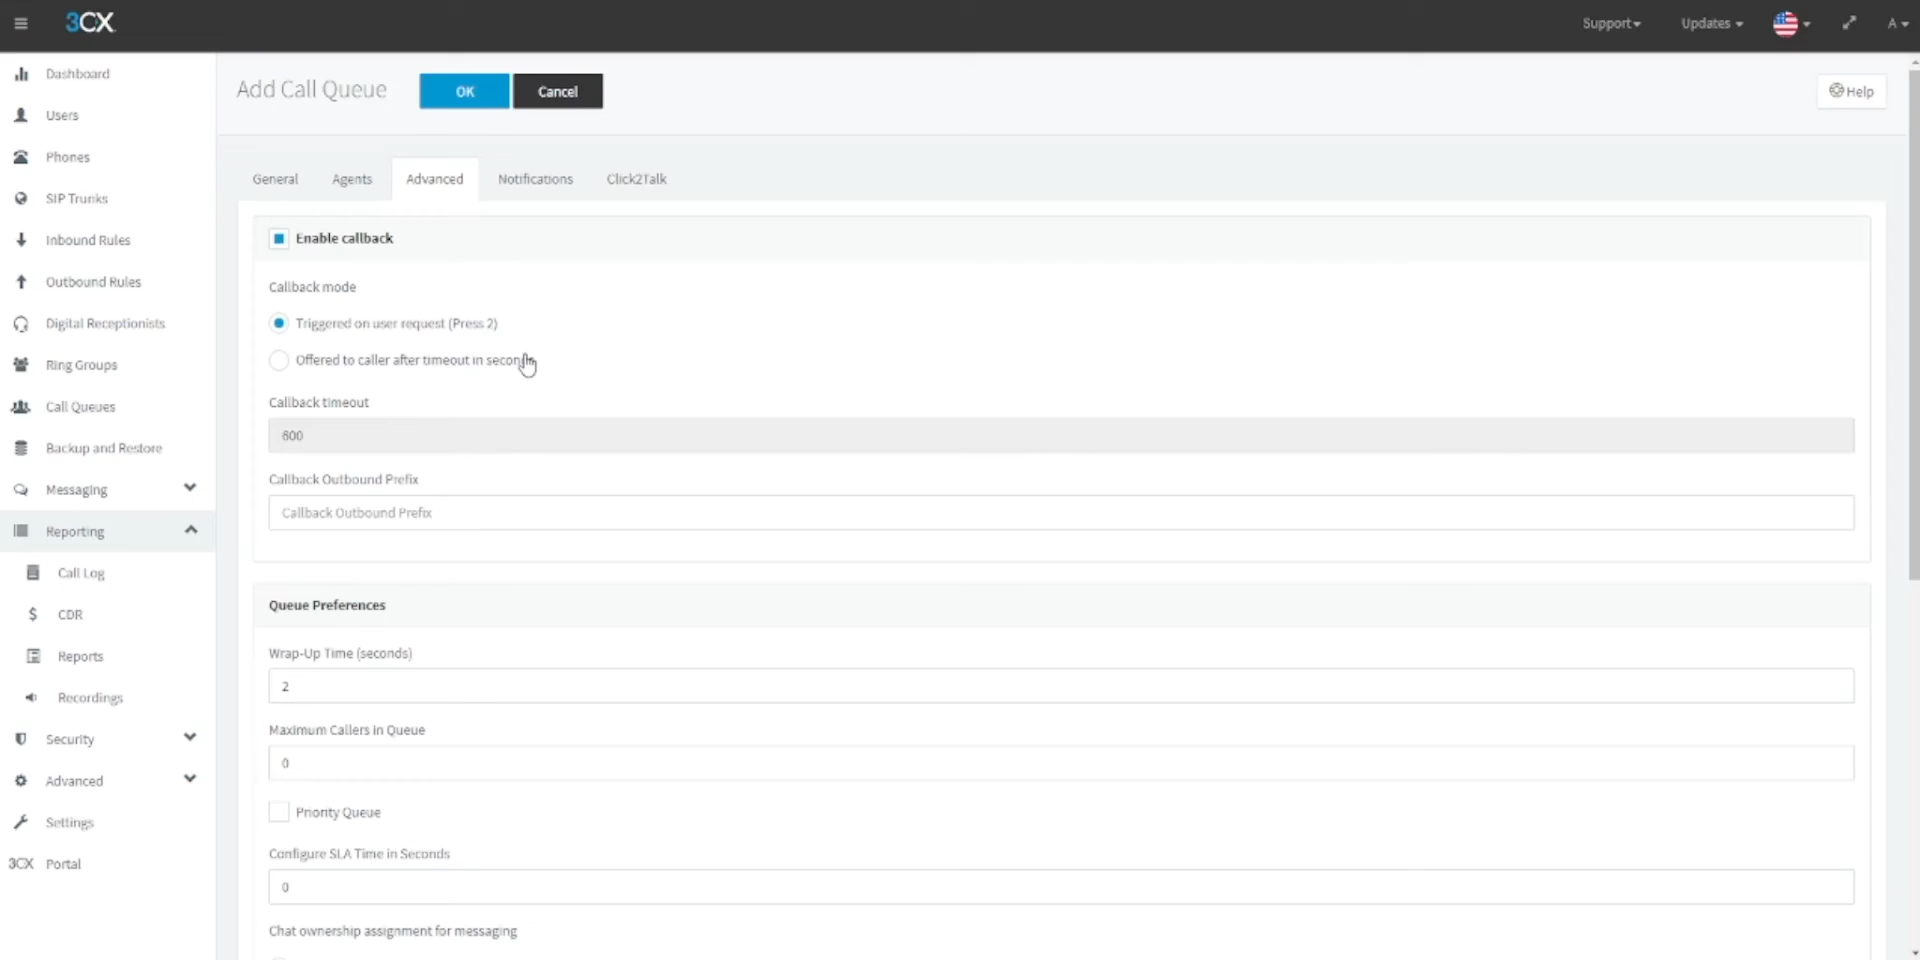 3CX
Support
Updates
A
Dashboard
Users
Phones
SIP Trunks
Inbound Rules
Outbound Rules
Digital Receptionists
Ring Groups
Call Queues
Backup and Restore
Messaging
Reporting
Call Log
$ CDR
Reports
Recordings
Security
Advanced
Settings
3CX Portal
Add Call Queue
OK
Cancel
Help
General
Agents
Advanced
Notifications
Click2Talk
Enable callback
Callback mode
Triggered on user request (Press 2)
Offered to caller after timeout in
Callback timeout
600
Callback Outbound Prefix
Callback Outbound Prefix
Queue Preferences
Wrap-Up Time (seconds)
2
Maximum Callers in Queue
0
Priority Queue
Configure SLA Time in Seconds
0
Chat ownership assignment for messaging